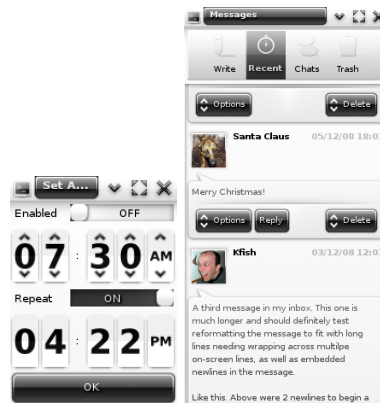 Messages
Write Recent Chats Trash
Options Delete
Santa Claus 05/12/08 18:01
Merry Christmas!
Options Reply Delete
Kfish 03/12/08 12:01
A third message in my inbox. This one is
much longer and should definitely test
reformatting the message to fit with long
lines needing wrapping across multilpe
on-screen lines, as well as embedded
newlines in the message.
Like this. Above were 2 newlines to begin a
Set A...
Enabled OFF
07 : 30 AM
Repeat ON
04 : 22 PM
OK